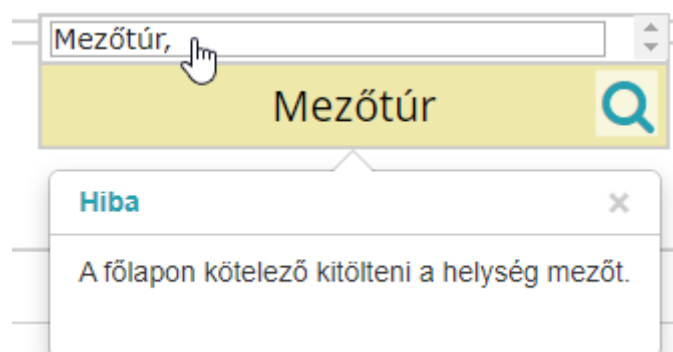 Mezőtúr,
Mezőtúr
Hiba
×
A főlapon kötelező kitölteni a helység mezőt.